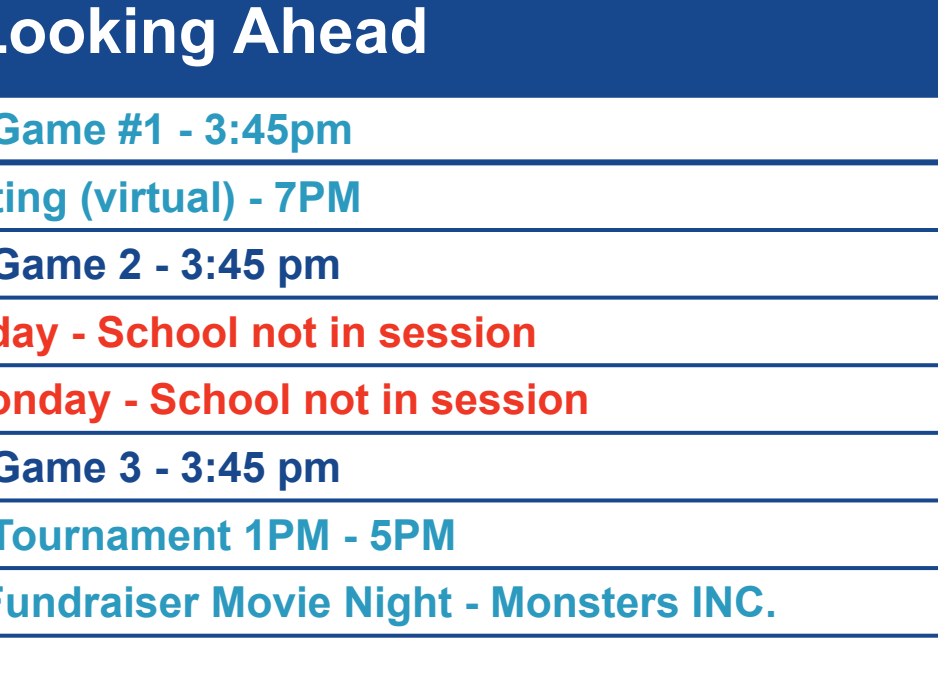 Looking Ahead
Game #1 - 3:45pm
ting (virtual) - 7PM
Game 2 - 3:45 pm
day - School not in session
onday - School not in session
Game 3 - 3:45 pm
Tournament 1PM - 5PM
Fundraiser Movie Night - Monsters INC.